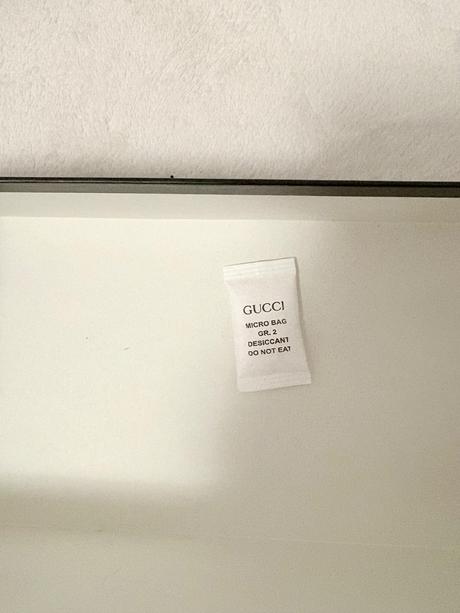 GUCCI
MICRO BAG
GR. 2
DESICCANT
DO NOT EAT